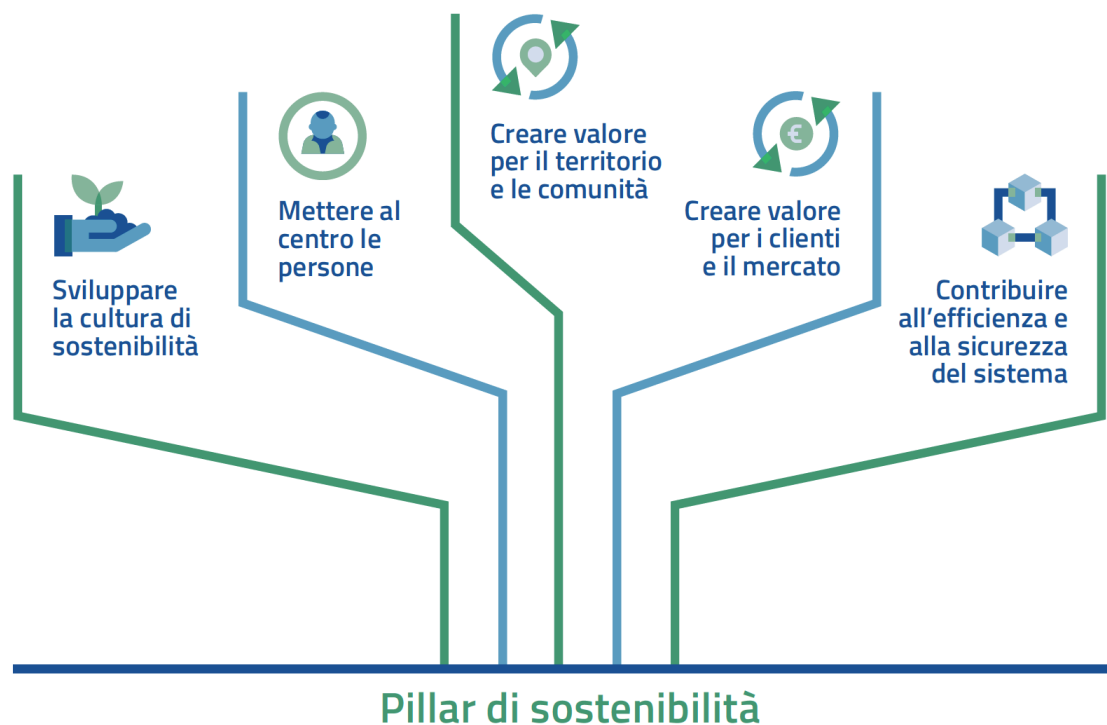 Sviluppare
la cultura di
sostenibilità
Mettere al
centro le
persone
Creare valore
per il territorio
e le comunità
€
Creare valore
per i clienti
e il mercato
Contribuire
all’efficienza e
alla sicurezza
del sistema
Pillar di sostenibilità